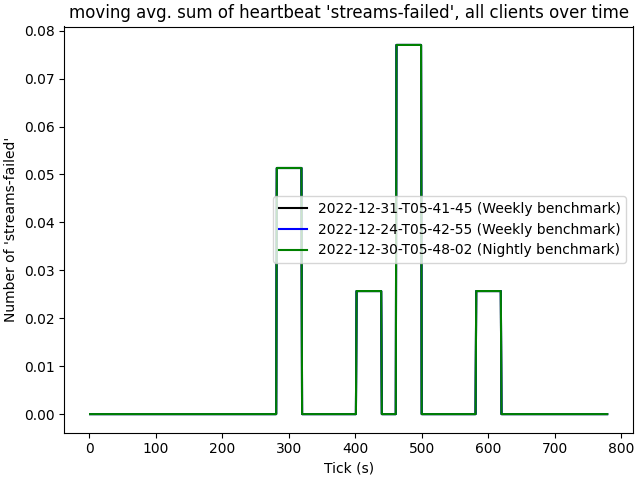 moving avg. sum of heartbeat 'streams-failed', all clients over time
Number of 'streams-failed'
0.08
0.07
0.06
0.05
0.04
0.03
0.02
0.01
0.00
2022-12-31-T05-41-45 (Weekly benchmark)
2022-12-24-T05-42-55 (Weekly benchmark)
2022-12-30-T05-48-02 (Nightly benchmark)
0 100 200 300 400 500 600 700 800
Tick (s)